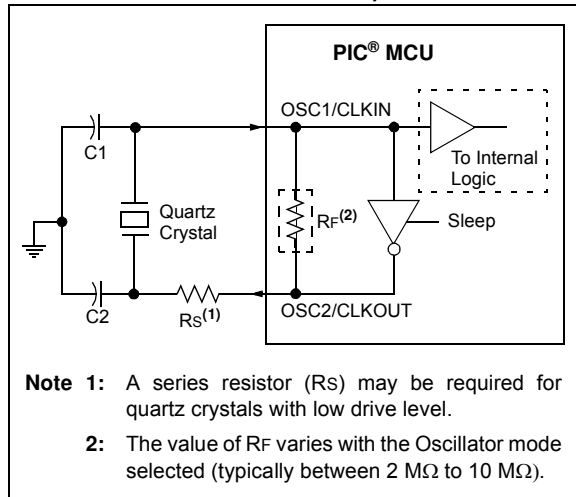 PIC® MCU
OSC1/CLKIN
C1
To Internal
Logic
Quartz
Crystal
RF(2)
Sleep
C2
RS(1)
OSC2/CLKOUT
Note 1: A series resistor (RS) may be required for
quartz crystals with low drive level.
2: The value of RF varies with the Oscillator mode
selected (typically between 2 MΩ to 10 MΩ).